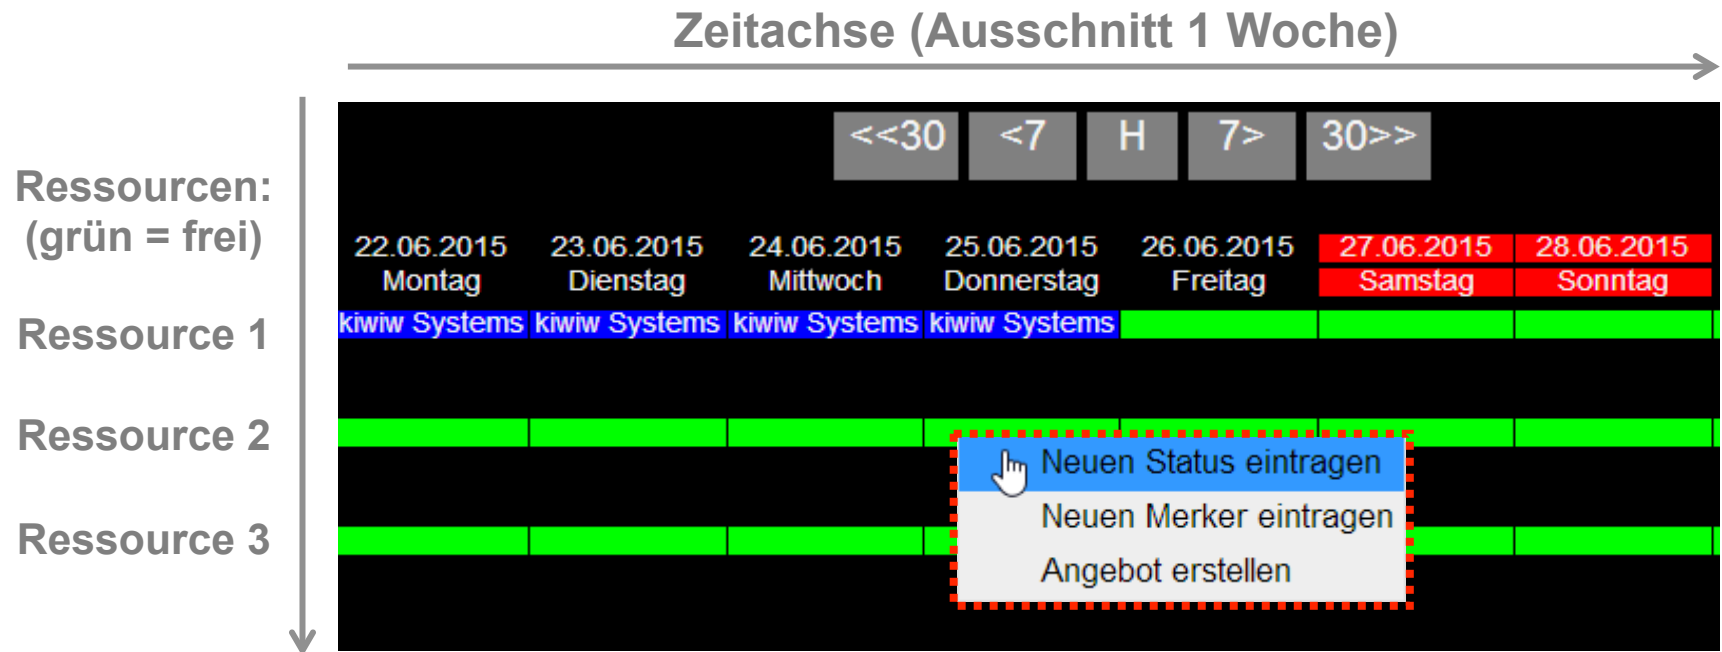 Zeitachse (Ausschnitt 1 Woche)
<<30 <7 H 7> 30>>
Ressourcen:
(grün = frei)
22.06.2015 23.06.2015 24.06.2015 25.06.2015 26.06.2015 27.06.2015 28.06.2015
Montag Dienstag Mittwoch Donnerstag Freitag Samstag Sonntag
Ressource 1 kiwiw Systems kiwiw Systems kiwiw Systems kiwiw Systems
Ressource 2
Neuen Status eintragen
Neuen Merker eintragen
Ressource 3
Angebot erstellen